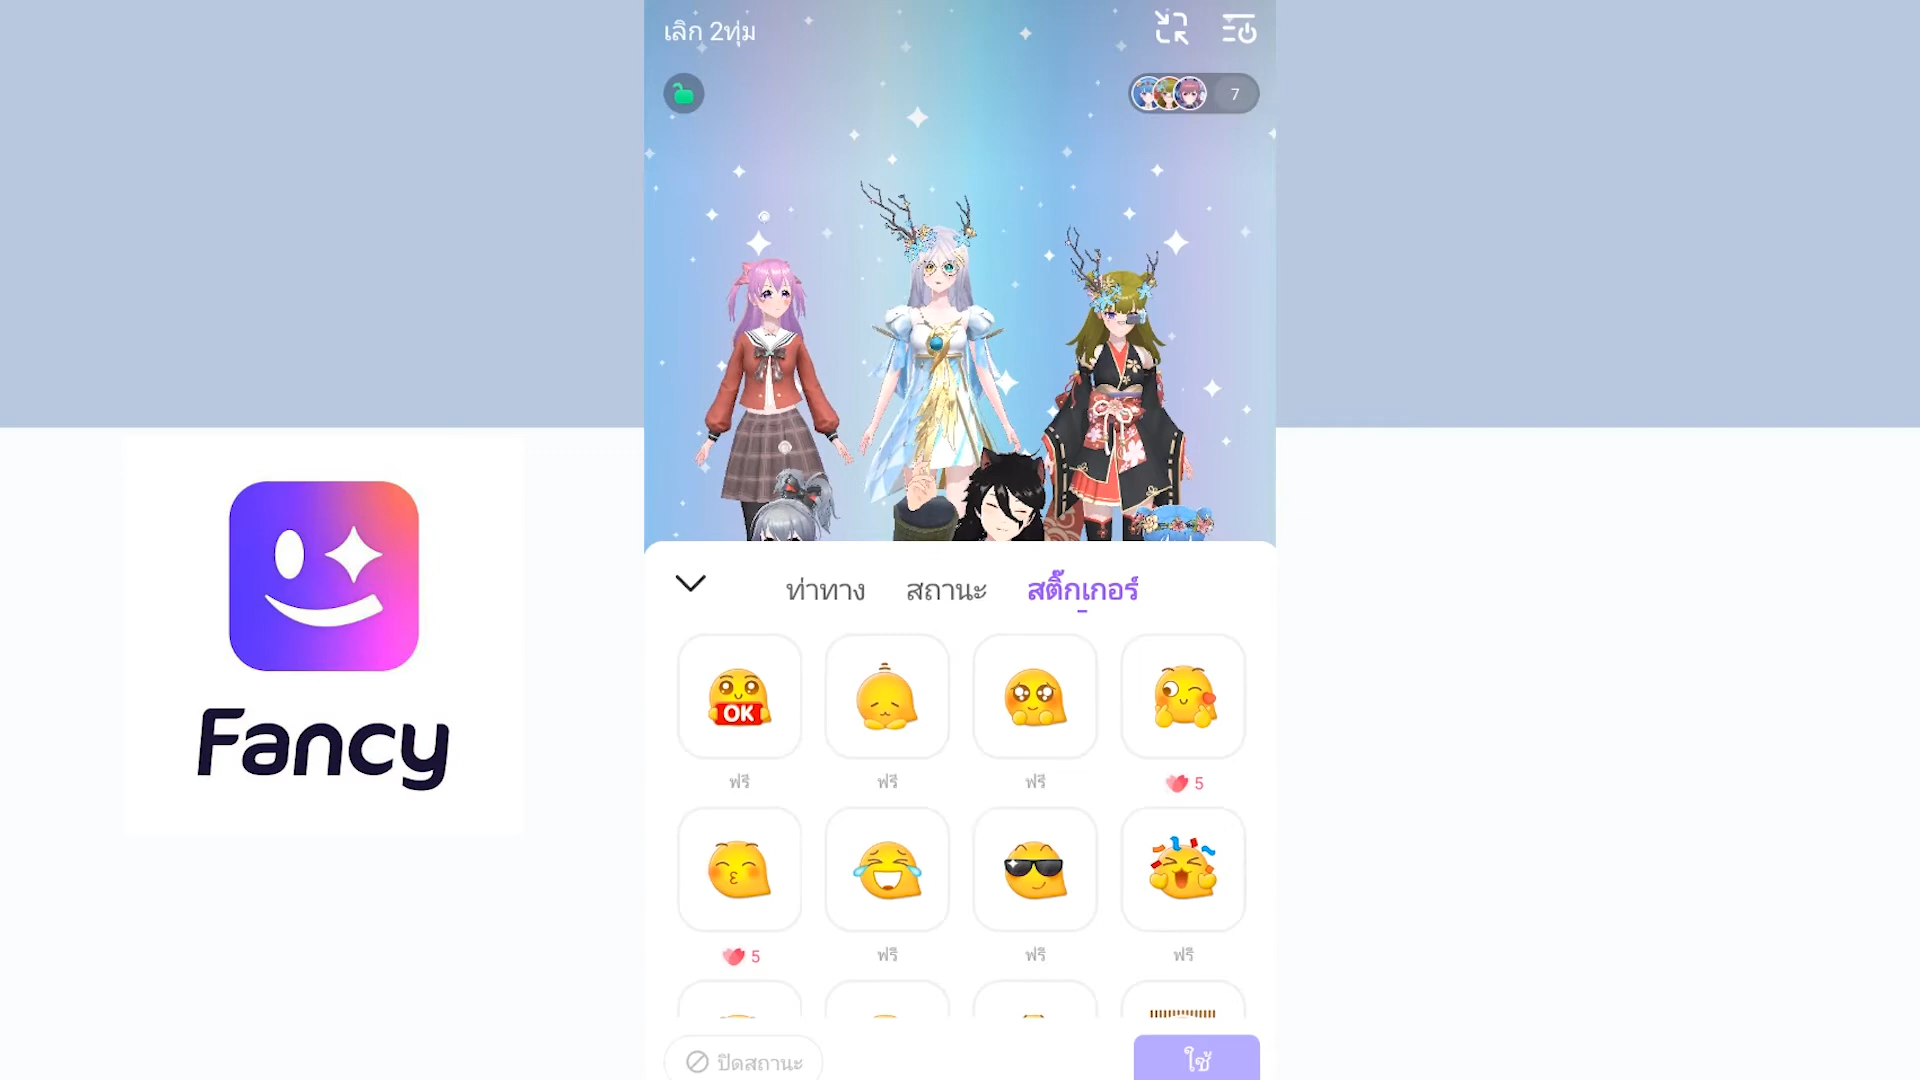 เลิก 2ทุ่ม
7
ท่าทาง สถานะ สติ๊กเกอร์
OK
ฟรี ฟรี ฟรี 5
5 ฟรี ฟรี ฟรี
ปิดสถานะ ใช้
Fancy